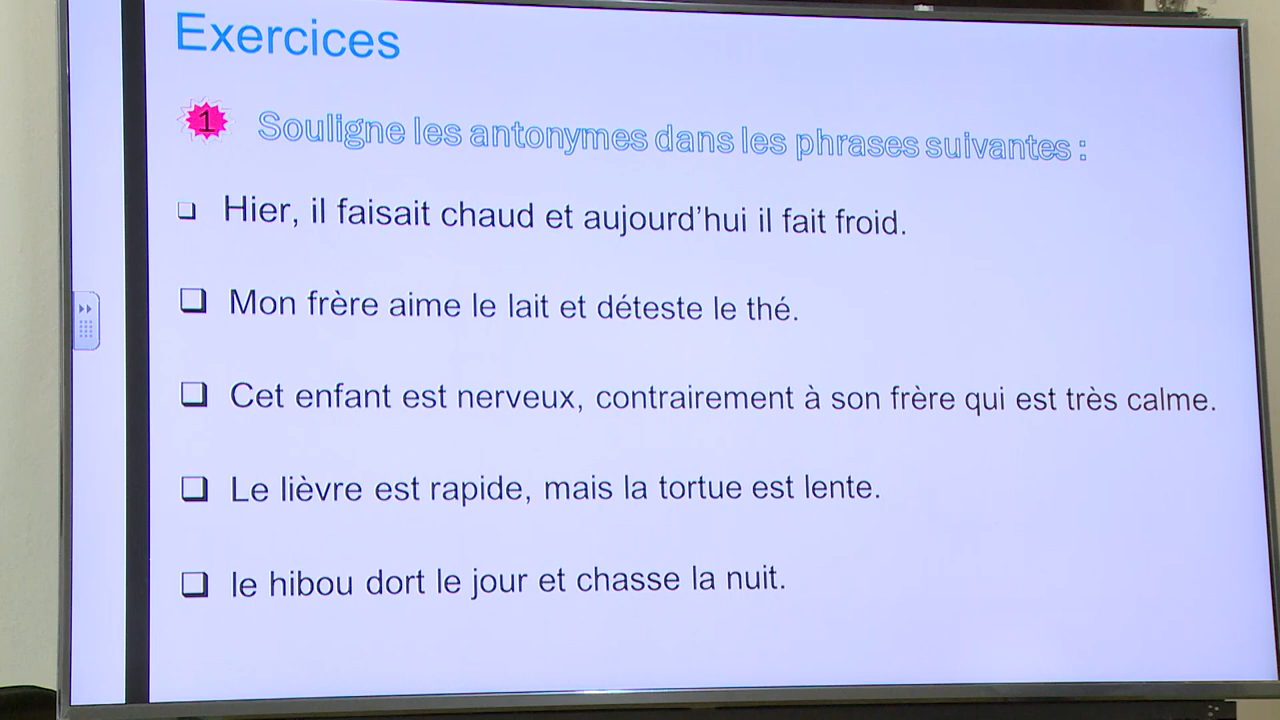 Exercices
1 Souligne les antonymes dans les phrases suivantes :
Hier, il faisait chaud et aujourd’hui il fait froid.
Mon frère aime le lait et déteste le thé.
Cet enfant est nerveux, contrairement à son frère qui est très calme.
Le lièvre est rapide, mais la tortue est lente.
le hibou dort le jour et chasse la nuit.